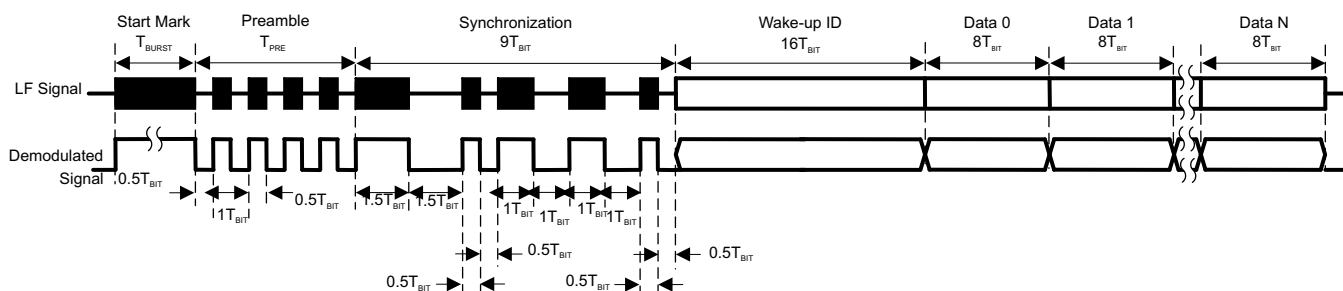 Start Mark
T_BURST
Preamble
T_PRE
Synchronization
9T_BIT
Wake-up ID
16T_BIT
Data 0
8T_BIT
Data 1
8T_BIT
Data N
8T_BIT
LF Signal
Demodulated
Signal
0.5T_BIT
1T_BIT
0.5T_BIT
1.5T_BIT
1.5T_BIT
1T_BIT
1T_BIT
1T_BIT
1T_BIT
0.5T_BIT
0.5T_BIT
0.5T_BIT
0.5T_BIT